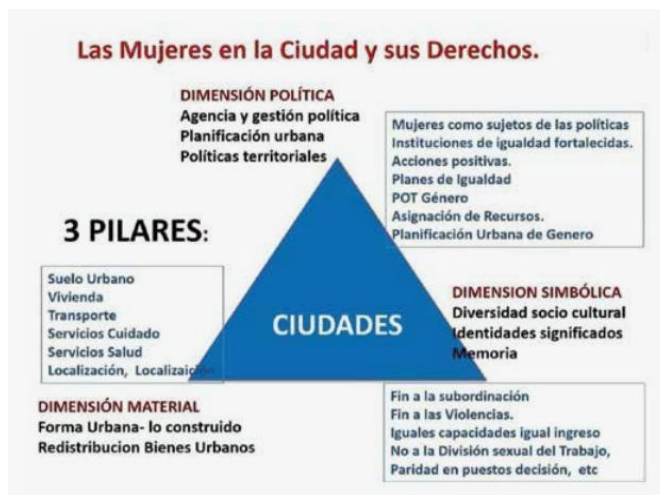 Las Mujeres en la Ciudad y sus Derechos.
DIMENSIÓN POLÍTICA
Agencia y gestión política
Planificación urbana
Políticas territoriales
Mujeres como sujetos de las políticas
Instituciones de igualdad fortalecidas.
Acciones positivas.
Planes de Igualdad
POT Género
Asignación de Recursos.
Planificación Urbana de Genero
3 PILARES:
Suelo Urbano
Vivienda
Transporte
Servicios Cuidado
Servicios Salud
Localización, Localizaición
CIUDADES
DIMENSION SIMBÓLICA
Diversidad socio cultural
Identidades significados
Memoria
DIMENSIÓN MATERIAL
Forma Urbana- lo construido
Redistribucion Bienes Urbanos
Fin a la subordinación
Fin a las Violencias.
Iguales capacidades igual ingreso
No a la División sexual del Trabajo,
Paridad en puestos decisión, etc